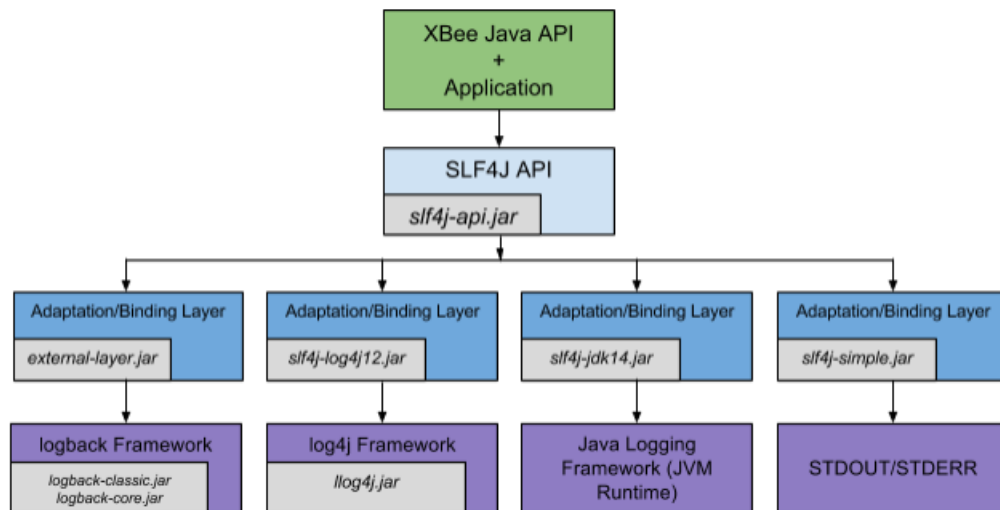 XBee Java API
+
Application
SLF4J API
slf4j-api.jar
Adaptation/Binding Layer
external-layer.jar
Adaptation/Binding Layer
slf4j-log4j12.jar
Adaptation/Binding Layer
slf4j-jdk14.jar
Adaptation/Binding Layer
slf4j-simple.jar
logback Framework
logback-classic.jar
logback-core.jar
log4j Framework
llog4j.jar
Java Logging
Framework (JVM
Runtime)
STDOUT/STDERR